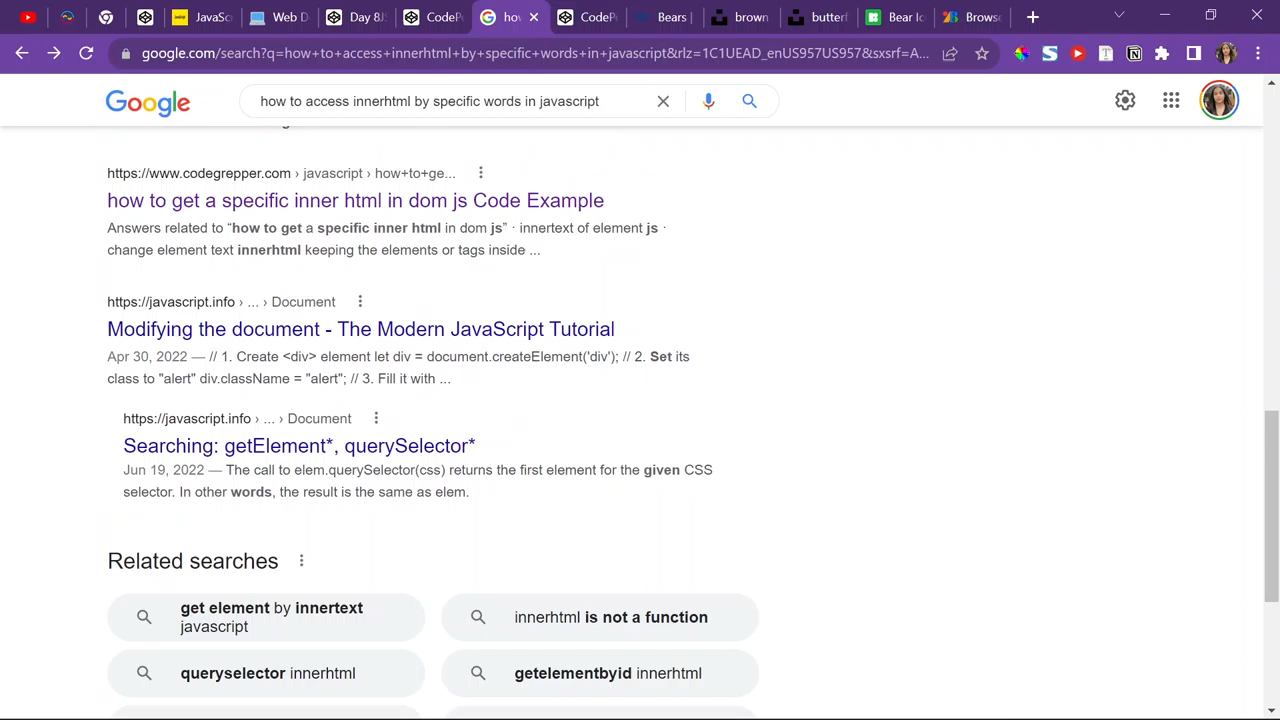 JavaSc
Web D
Day 8J
CodeP
how
CodeP
Bears |
brown
butterf
Bear Ic
Brows
google.com/search?q=how+to+access+innerhtml+by+specific+words+in+javascript&rlz=1C1UEAD_enUS957US957&sxsrf=A...
Google
how to access innerhtml by specific words in javascript
https://www.codegrepper.com › javascript › how+to+ge...
how to get a specific inner html in dom js Code Example
Answers related to “how to get a specific inner html in dom js” · innertext of element js ·
change element text innerhtml keeping the elements or tags inside ...
https://javascript.info › ... › Document
Modifying the document - The Modern JavaScript Tutorial
Apr 30, 2022 — // 1. Create <div> element let div = document.createElement('div'); // 2. Set its
class to "alert" div.className = "alert"; // 3. Fill it with ...
https://javascript.info › ... › Document
Searching: getElement*, querySelector*
Jun 19, 2022 — The call to elem.querySelector(css) returns the first element for the given CSS
selector. In other words, the result is the same as elem.
Related searches
get element by innertext
javascript
innerhtml is not a function
queryselector innerhtml
getelementbyid innerhtml